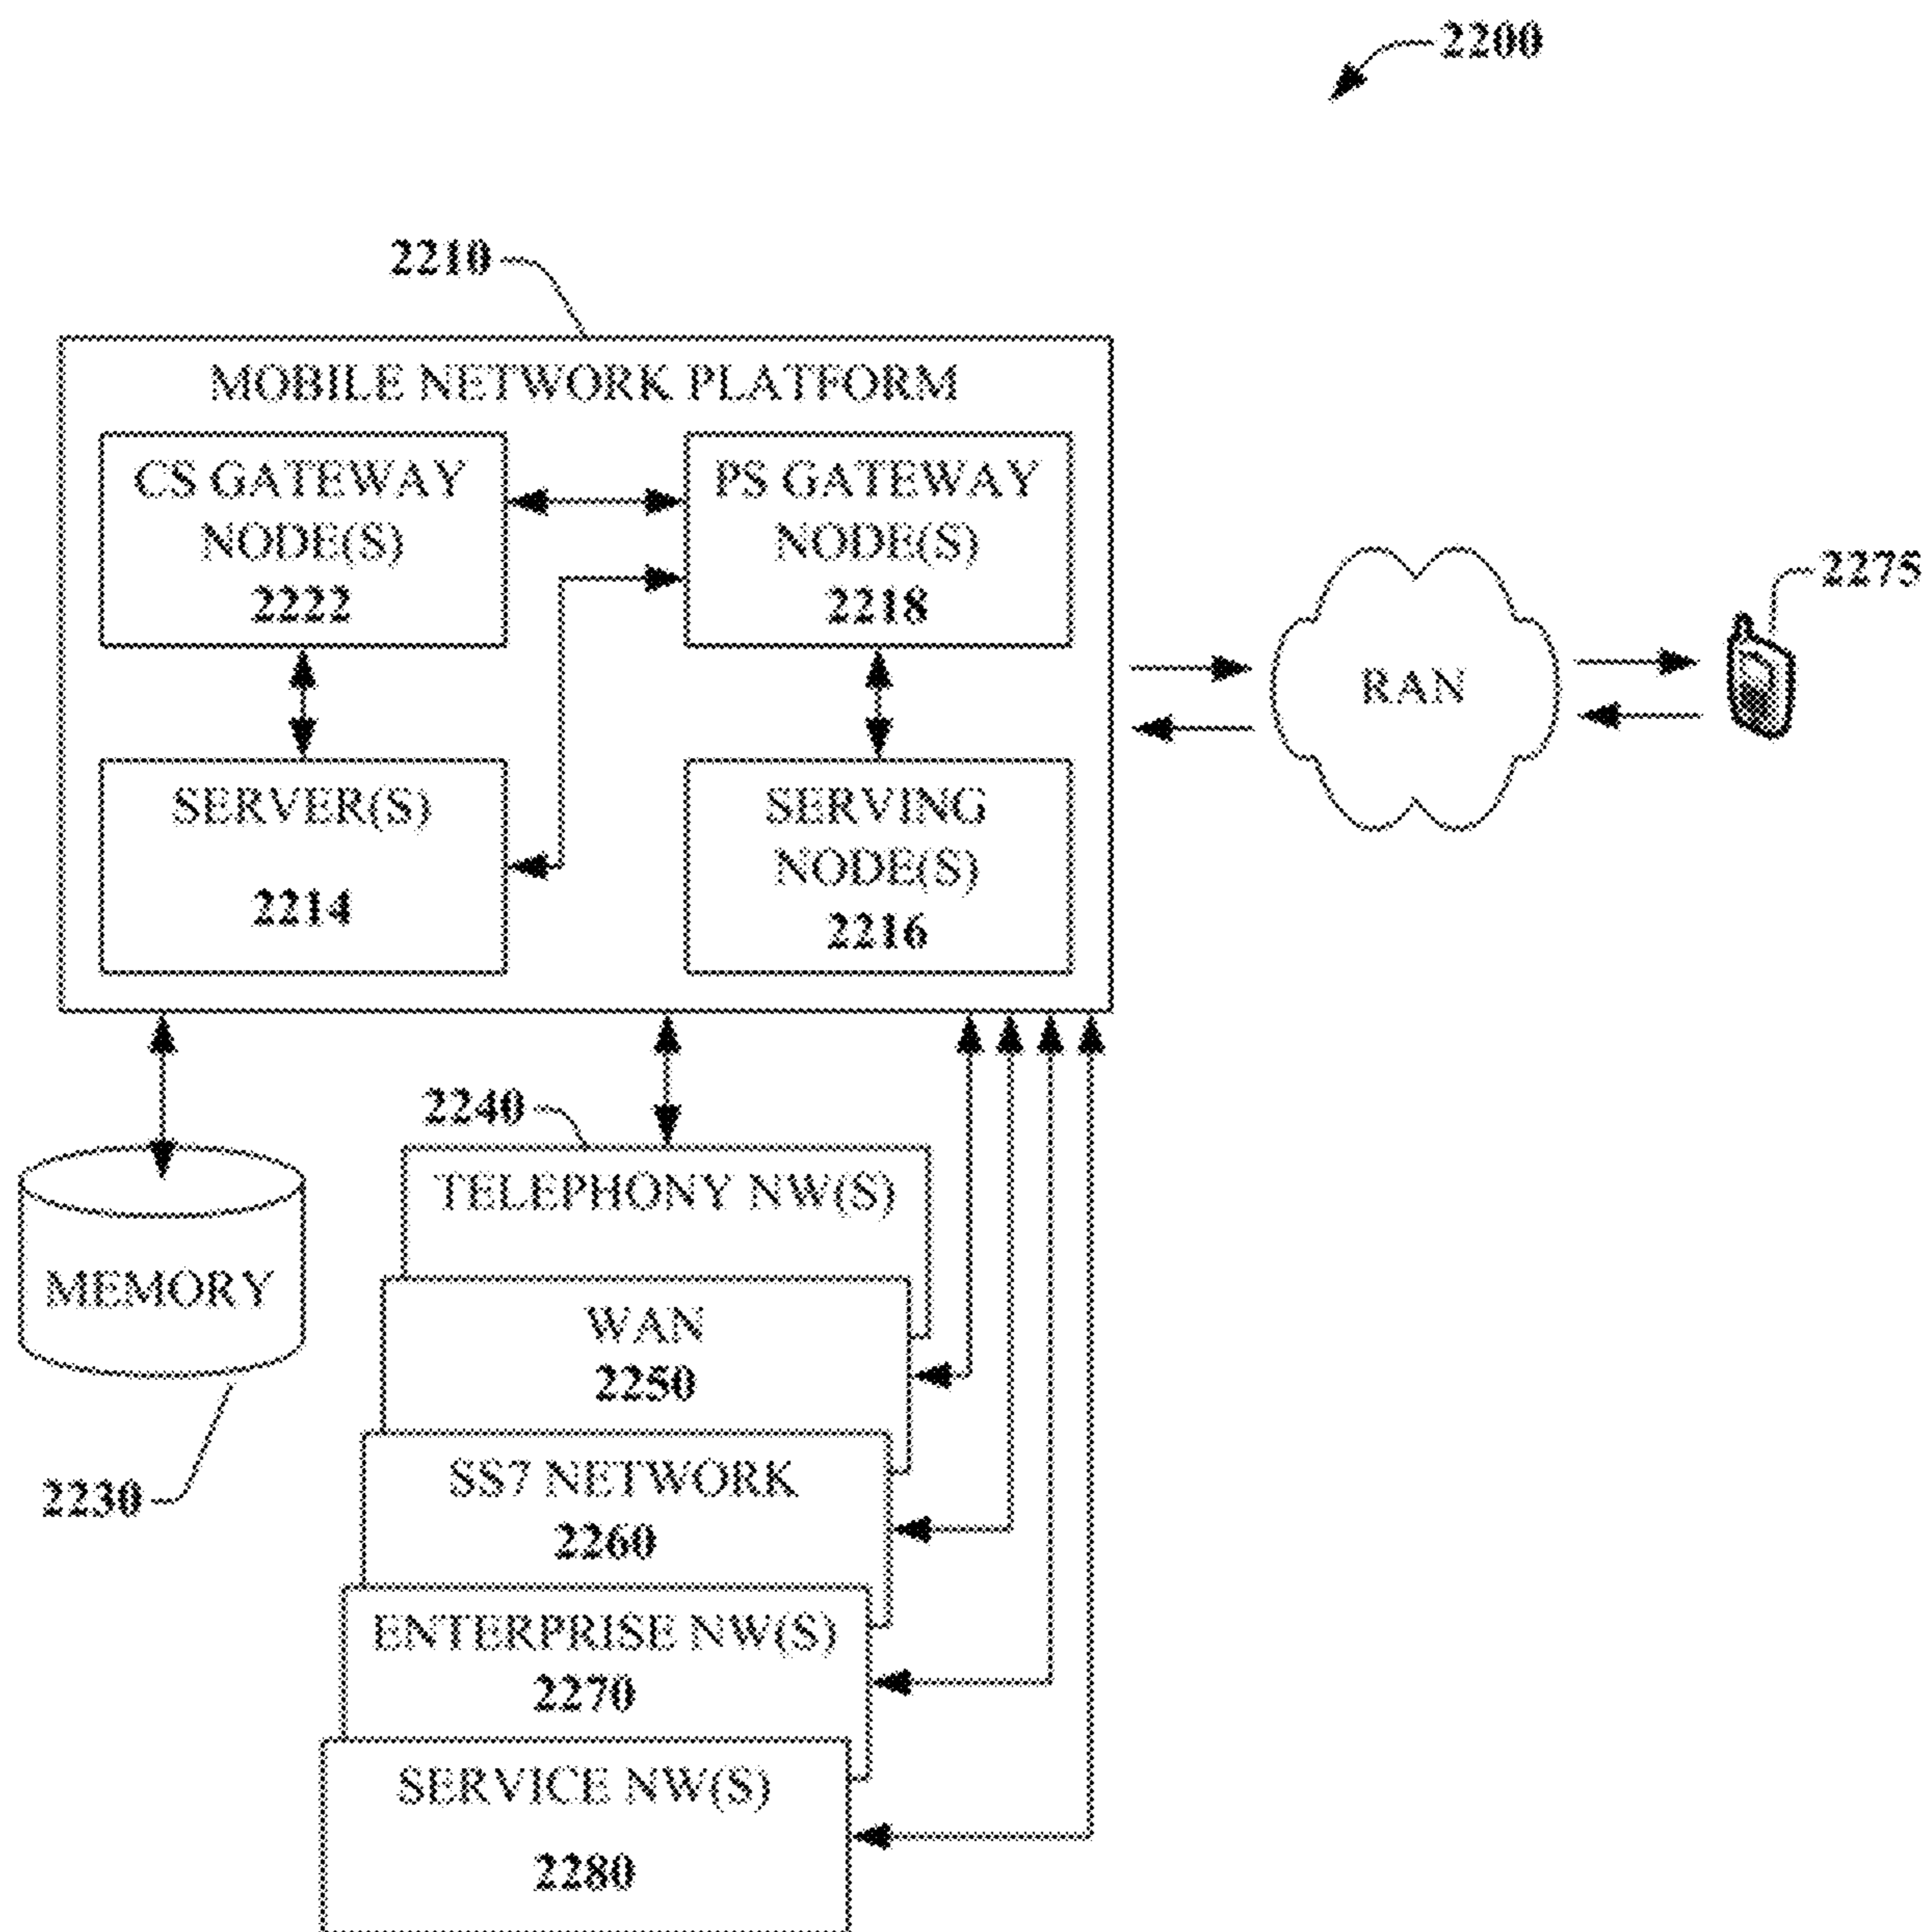 2200
2210
MOBILE NETWORK PLATFORM
CS GATEWAY
NODE(S)
2222
PS GATEWAY
NODE(S)
2218
SERVER(S)
2214
SERVING
NODE(S)
2216
RAN
2275
2240
TELEPHONY NW(S)
MEMORY
2230
WAN
2250
SS7 NETWORK
2260
ENTERPRISE NW(S)
2270
SERVICE NW(S)
2280